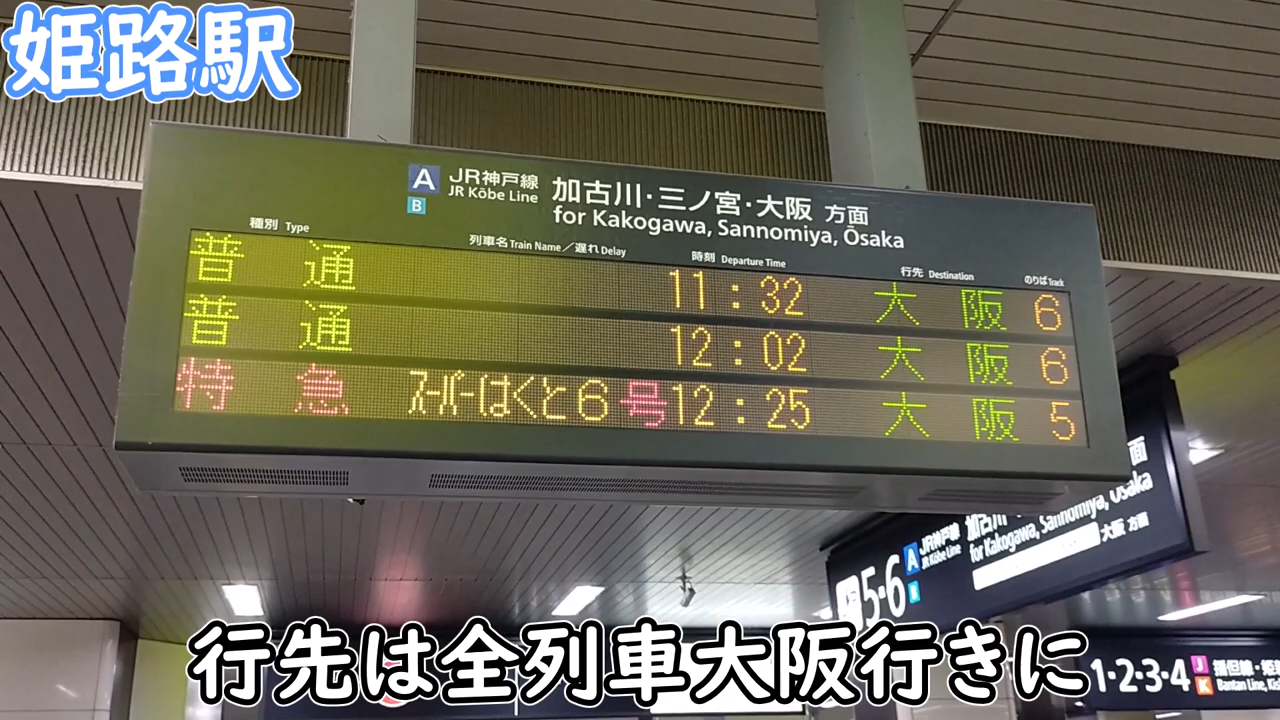 姫路駅
A JR神戸線 加古川・三ノ宮・大阪 方面
B JR Kōbe Line for Kakogawa, Sannomiya, Ōsaka
種別 Type 列車名 Train Name／遅れ Delay 時刻 Departure Time 行先 Destination のりば Track
普通 11:32 大阪 6
普通 12:02 大阪 6
特急 スーパーはくと6号 12:25 大阪 5
面
5・6 A JR神戸線 加古川
JR Kōbe Line for Kakogawa, Sannomiya, Ōsaka
B 大阪 方面
1・2・3・4 J 播但線・姫
K Bantan Line,
行先は全列車大阪行きに